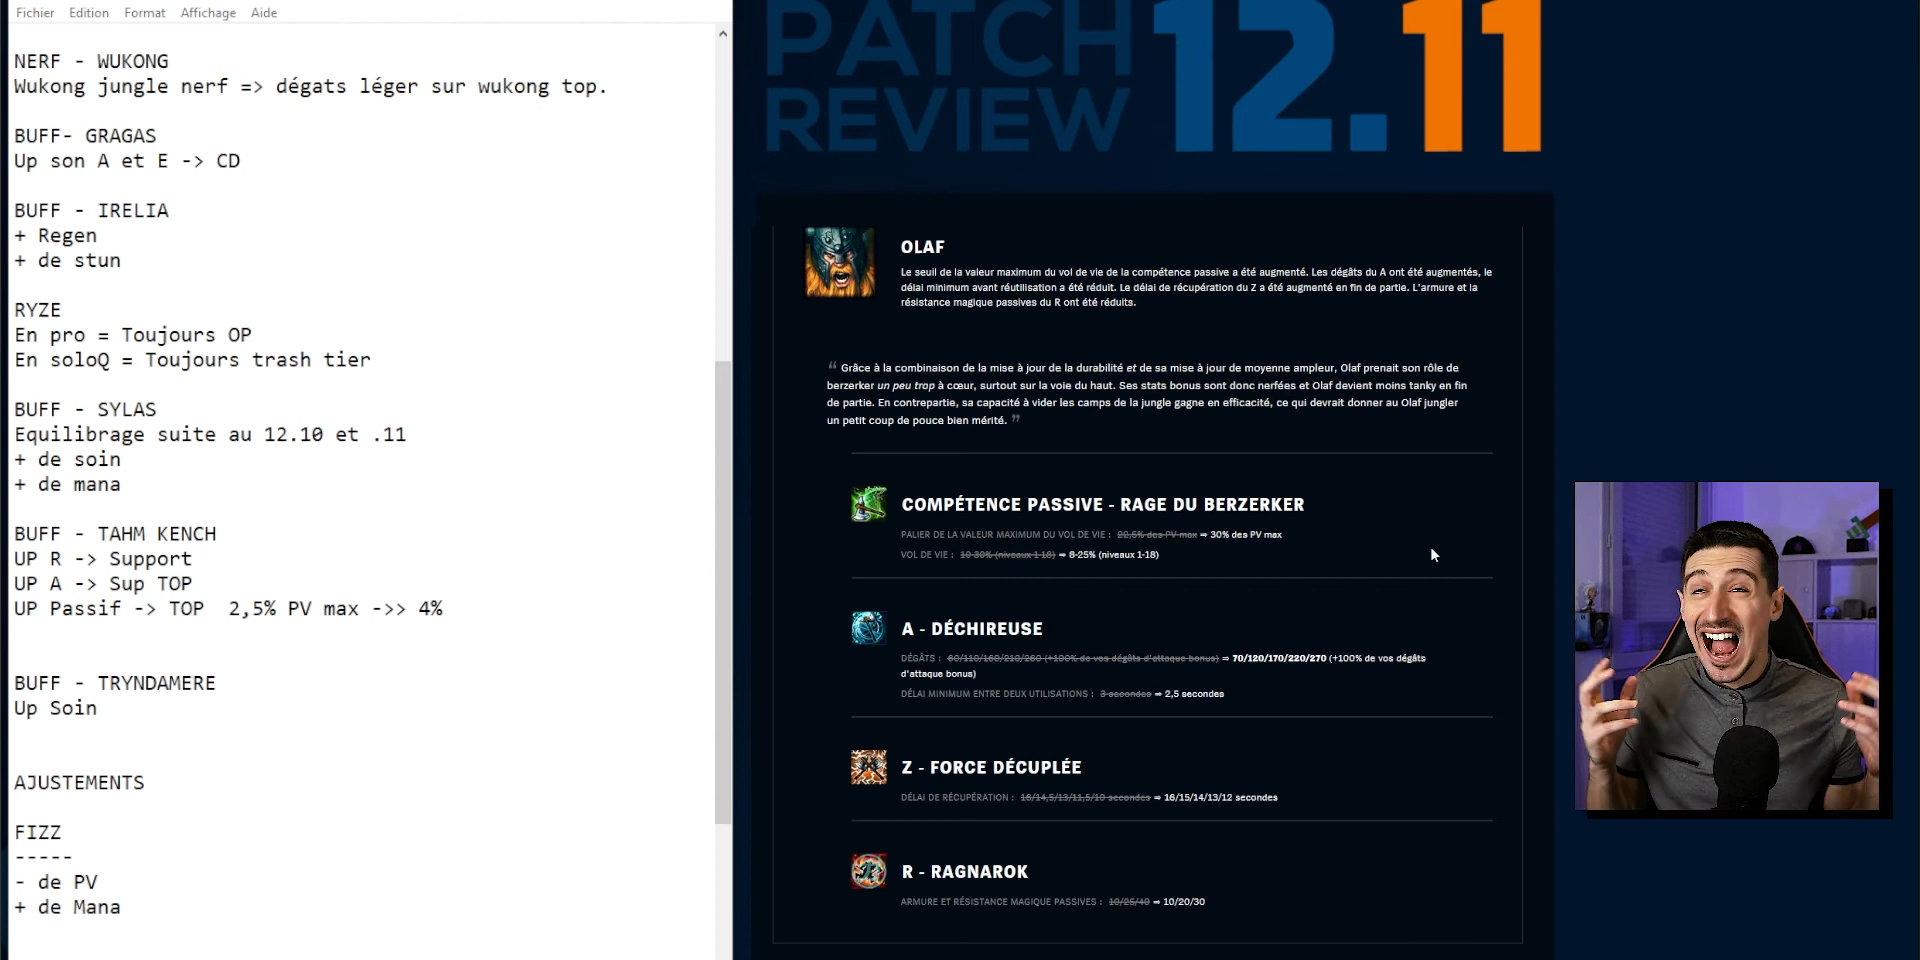 Fichier Edition Format Affichage Aide
NERF - WUKONG
Wukong jungle nerf => dégats léger sur wukong top.
BUFF- GRAGAS
Up son A et E -> CD
BUFF - IRELIA
+ Regen
+ de stun
RYZE
En pro = Toujours OP
En soloQ = Toujours trash tier
BUFF - SYLAS
Equilibrage suite au 12.10 et .11
+ de soin
+ de mana
BUFF - TAHM KENCH
UP R -> Support
UP A -> Sup TOP
UP Passif -> TOP 2,5% PV max ->> 4%
BUFF - TRYNDAMERE
Up Soin
AJUSTEMENTS
FIZZ
-----
- de PV
+ de Mana
PATCH
REVIEW
12.11
OLAF
Le seuil de la valeur maximum du vol de vie de la compétence passive a été augmenté. Les dégâts du A ont été augmentés, le
délai minimum avant réutilisation a été réduit. Le délai de récupération du Z a été augmenté en fin de partie. L'armure et la
résistance magique passives du R ont été réduits.
“ Grâce à la combinaison de la mise à jour de la durabilité et de sa mise à jour de moyenne ampleur, Olaf prenait son rôle de
berzerker un peu trop à cœur, surtout sur la voie du haut. Ses stats bonus sont donc nerfées et Olaf devient moins tanky en fin
de partie. En contrepartie, sa capacité à vider les camps de la jungle gagne en efficacité, ce qui devrait donner au Olaf jungler
un petit coup de pouce bien mérité. ”
COMPÉTENCE PASSIVE - RAGE DU BERZERKER
PALIER DE LA VALEUR MAXIMUM DU VOL DE VIE : 22,5% des PV max ⇒ 30% des PV max
VOL DE VIE : 10-30% (niveaux 1-18) ⇒ 8-25% (niveaux 1-18)
A - DÉCHIREUSE
DÉGÂTS : 60/110/160/210/260 (+100% de vos dégâts d'attaque bonus) ⇒ 70/120/170/220/270 (+100% de vos dégâts
d'attaque bonus)
DÉLAI MINIMUM ENTRE DEUX UTILISATIONS : 3 secondes ⇒ 2,5 secondes
Z - FORCE DÉCUPLÉE
DÉLAI DE RÉCUPÉRATION : 16/14,5/13/11,5/10 secondes ⇒ 16/15/14/13/12 secondes
R - RAGNAROK
ARMURE ET RÉSISTANCE MAGIQUE PASSIVES : 10/25/40 ⇒ 10/20/30